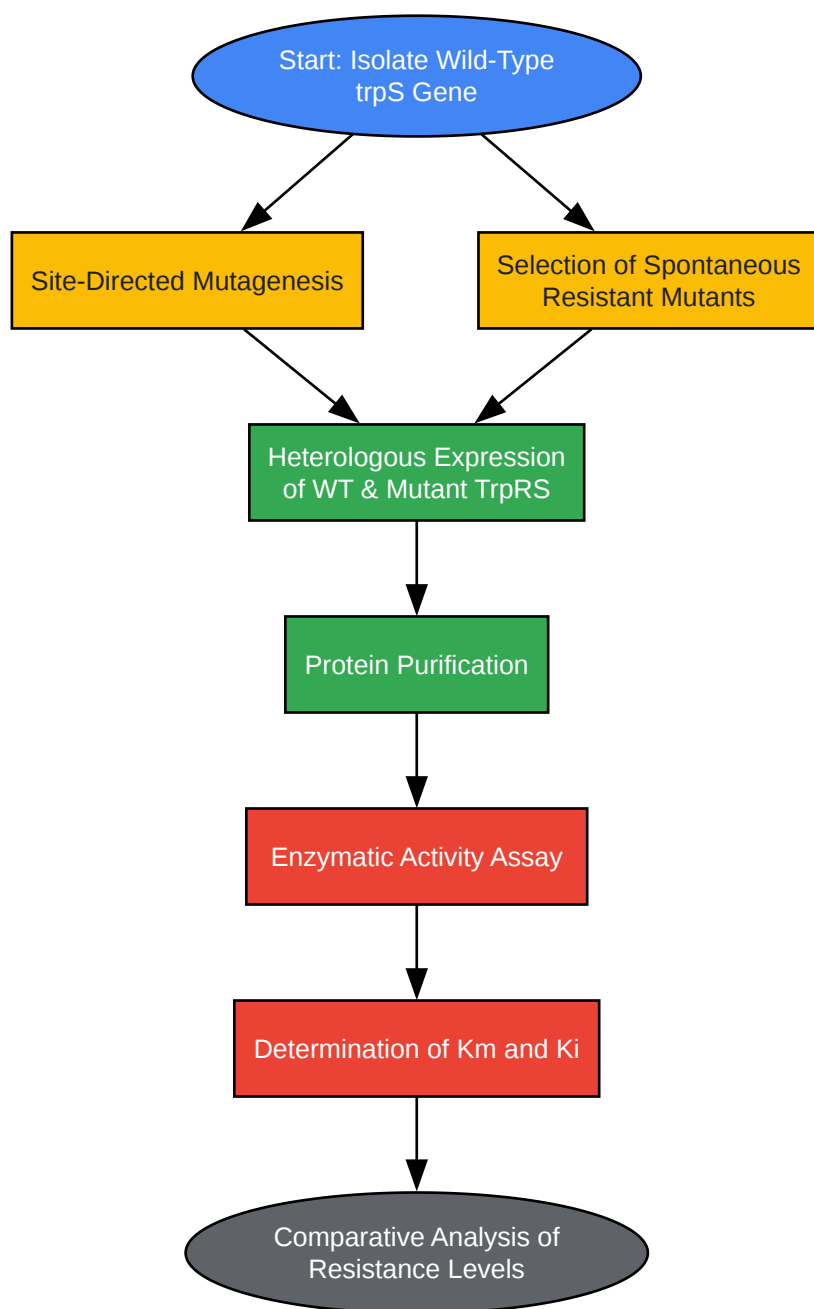 Start: Isolate Wild-Type
trpS Gene
Site-Directed Mutagenesis
Selection of Spontaneous
Resistant Mutants
Heterologous Expression
of WT & Mutant TrpRS
Protein Purification
Enzymatic Activity Assay
Determination of Km and Ki
Comparative Analysis of
Resistance Levels